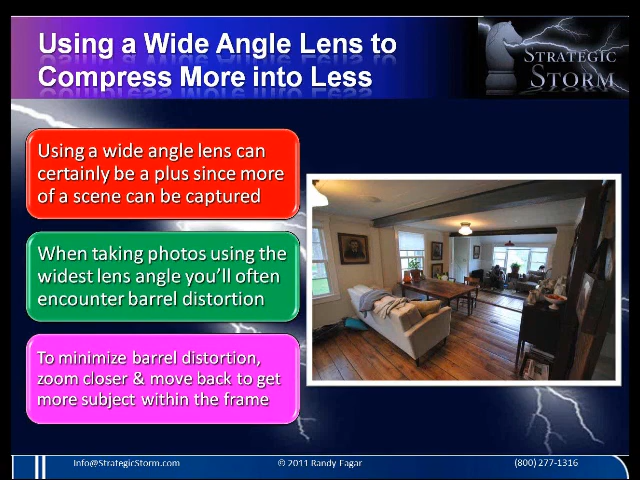 Using a Wide Angle Lens to
Compress More into Less
STRATEGIC
STORM
Using a wide angle lens can
certainly be a plus since more
of a scene can be captured
When taking photos using the
widest lens angle you'll often
encounter barrel distortion
To minimize barrel distortion,
zoom closer & move back to get
more subject within the frame
Info@StrategicStorm.com
© 2011 Randy Eagar
(800) 277-1316